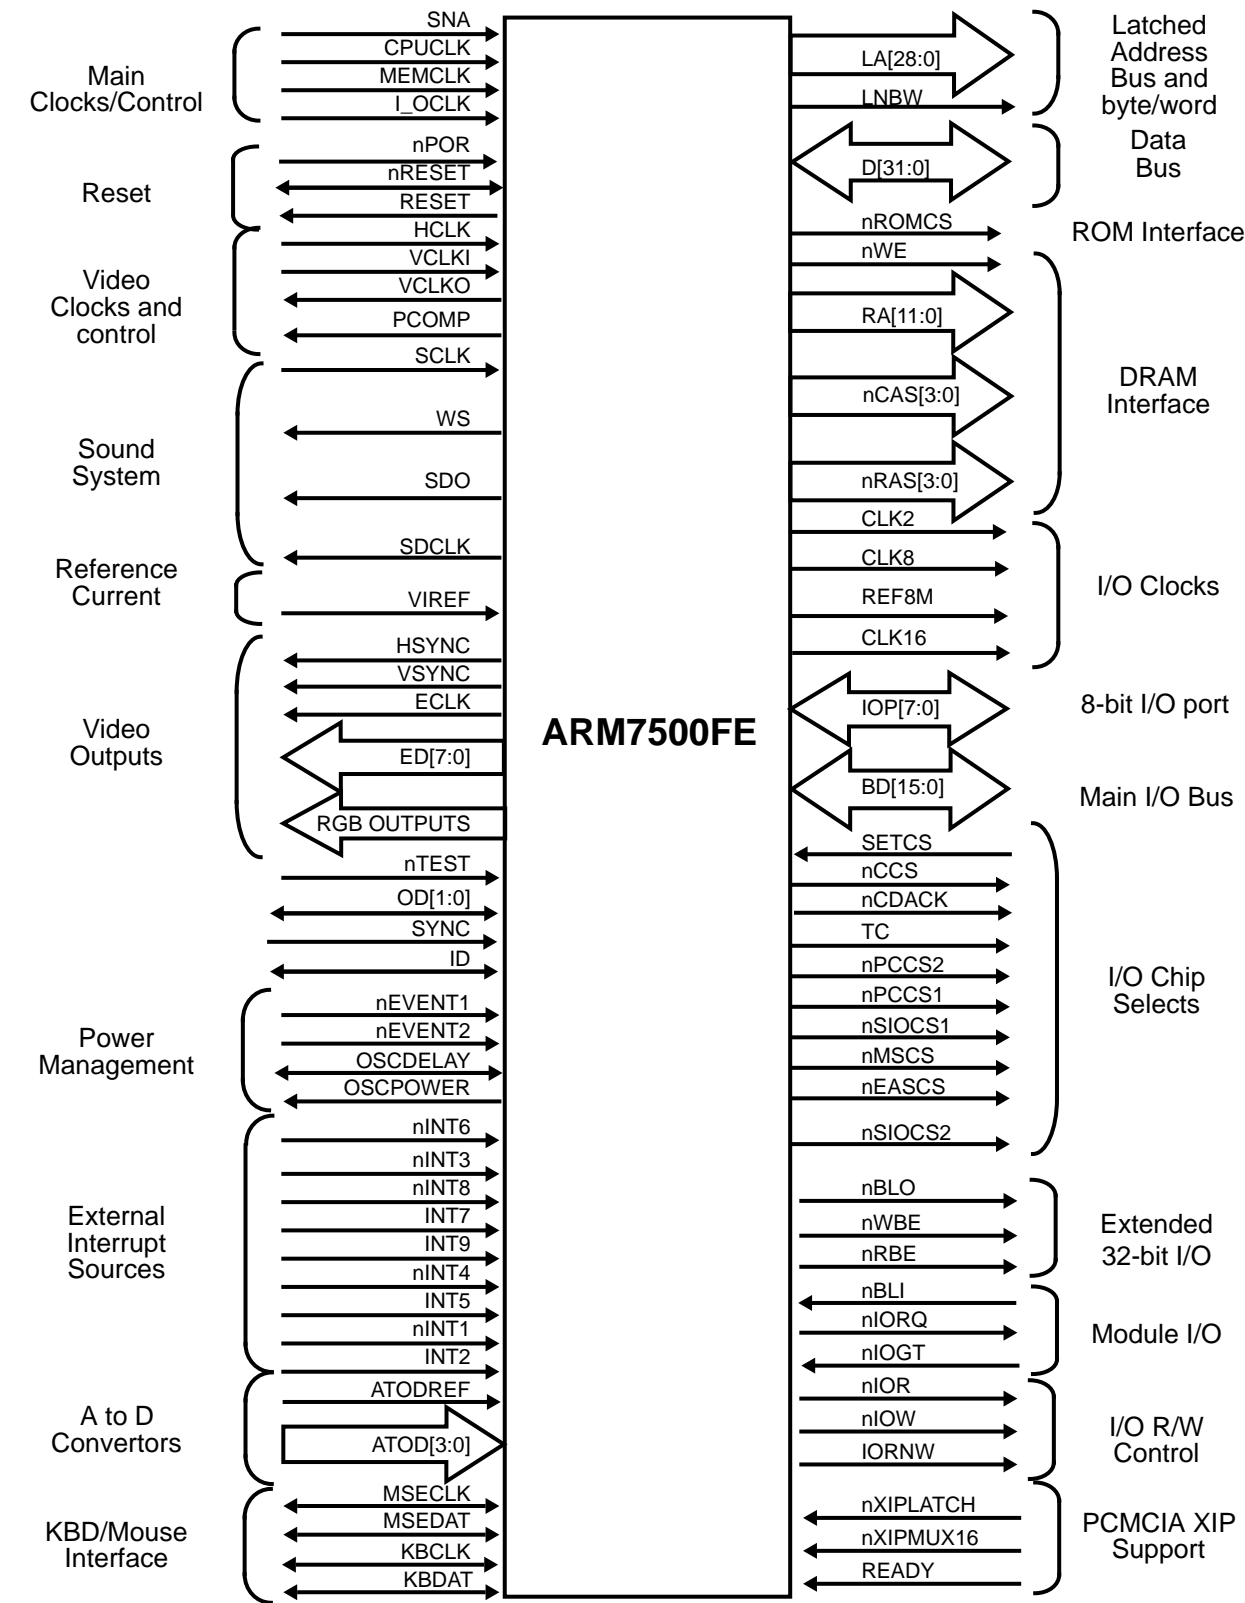 Main
Clocks/Control
SNA
CPUCLK
MEMCLK
I_OCLK
Reset
nPOR
nRESET
RESET
Video
Clocks and
control
HCLK
VCLKI
VCLKO
PCOMP
Sound
System
SCLK
WS
SDO
SDCLK
Reference
Current
VIREF
Video
Outputs
HSYNC
VSYNC
ECLK
ED[7:0]
RGB OUTPUTS
nTEST
OD[1:0]
SYNC
ID
Power
Management
nEVENT1
nEVENT2
OSCDELAY
OSCPOWER
External
Interrupt
Sources
nINT6
nINT3
nINT8
INT7
INT9
nINT4
INT5
nINT1
INT2
A to D
Convertors
ATODREF
ATOD[3:0]
KBD/Mouse
Interface
MSECLK
MSEDAT
KBCLK
KBDAT
ARM7500FE
LA[28:0]
LNBW
Latched
Address
Bus and
byte/word
D[31:0]
Data
Bus
nROMCS
ROM Interface
nWE
RA[11:0]
nCAS[3:0]
nRAS[3:0]
DRAM
Interface
CLK2
CLK8
REF8M
CLK16
I/O Clocks
IOP[7:0]
8-bit I/O port
BD[15:0]
Main I/O Bus
SETCS
nCCS
nCDACK
TC
nPCCS2
nPCCS1
nSIOCS1
nMSCS
nEASCS
nSIOCS2
I/O Chip
Selects
nBLO
nWBE
nRBE
Extended
32-bit I/O
nBLI
nIORQ
nIOGT
Module I/O
nIOR
nIOW
IORNW
I/O R/W
Control
nXIPLATCH
nXIPMUX16
READY
PCMCIA XIP
Support